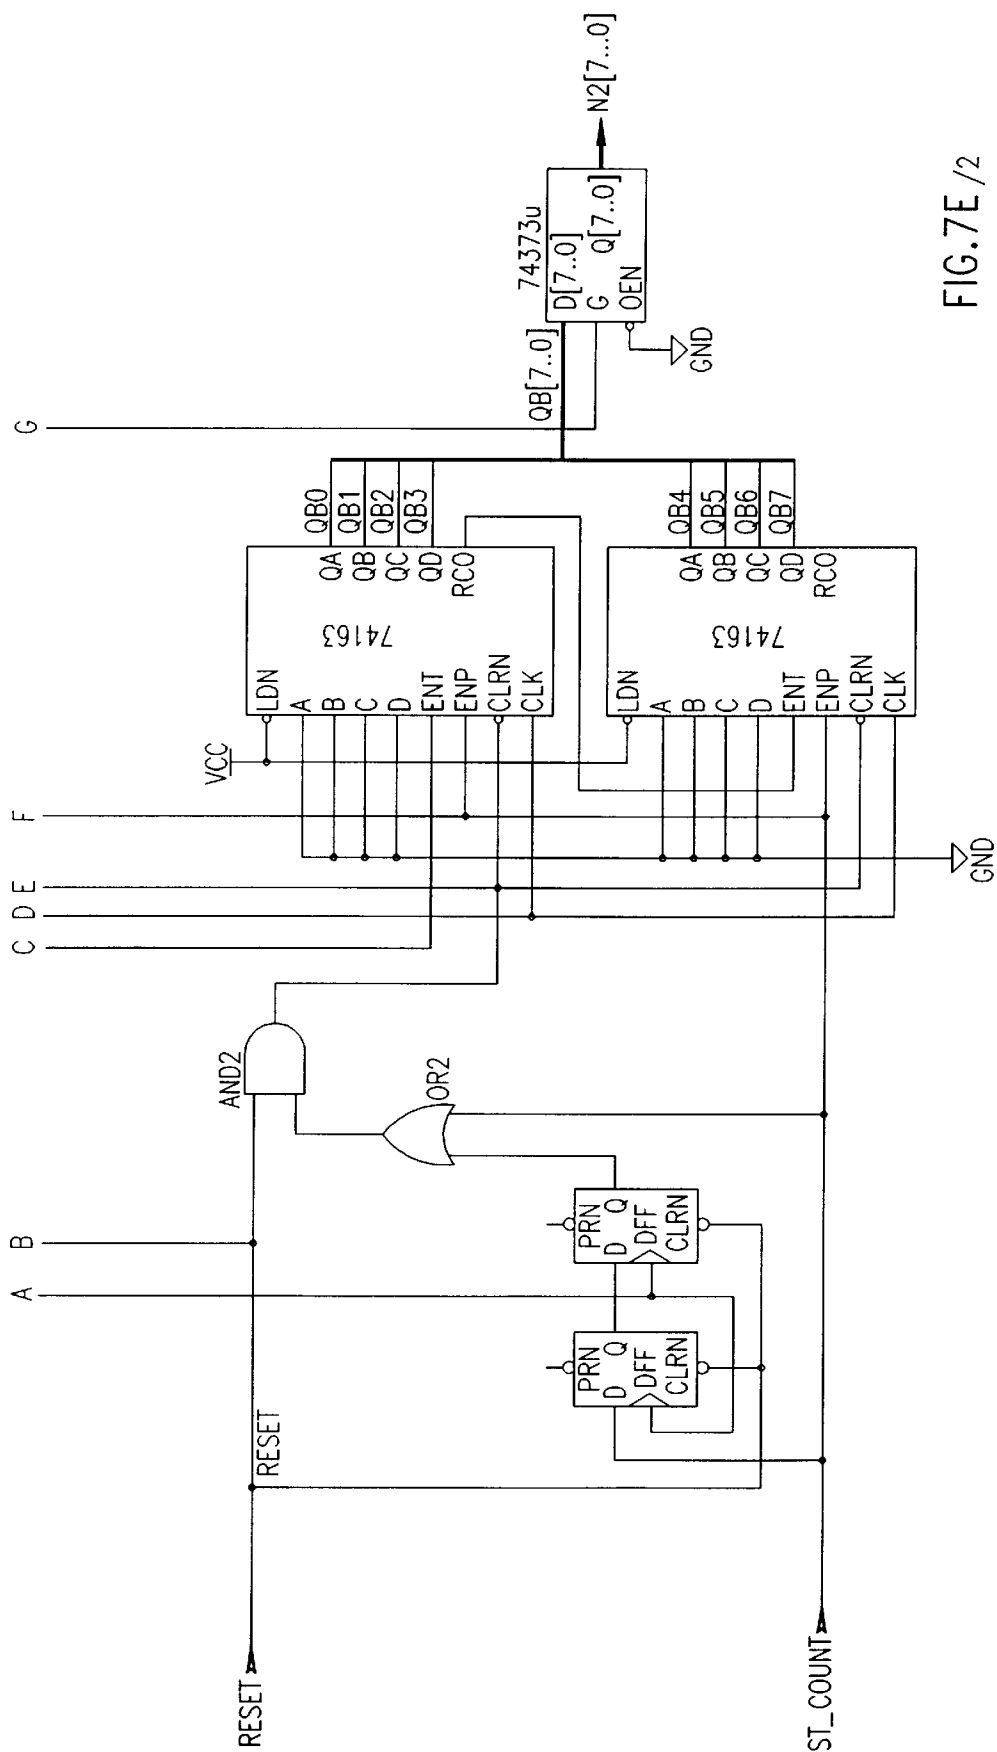 A
B
C
D
E
F
G
RESET
RESET
ST_COUNT
PRN
D
Q
DFF
CLRN
PRN
D
Q
DFF
CLRN
OR2
AND2
VCC
LDN
A
B
C
D
ENT
ENP
CLRN
CLK
74163
QA
QB
QC
QD
RCO
QB0
QB1
QB2
QB3
LDN
A
B
C
D
ENT
ENP
CLRN
CLK
74163
QA
QB
QC
QD
RCO
QB4
QB5
QB6
QB7
GND
QB[7..0]
74373u
D[7..0]
G
Q[7..0]
OEN
GND
N2[7...0]
FIG.7E/2